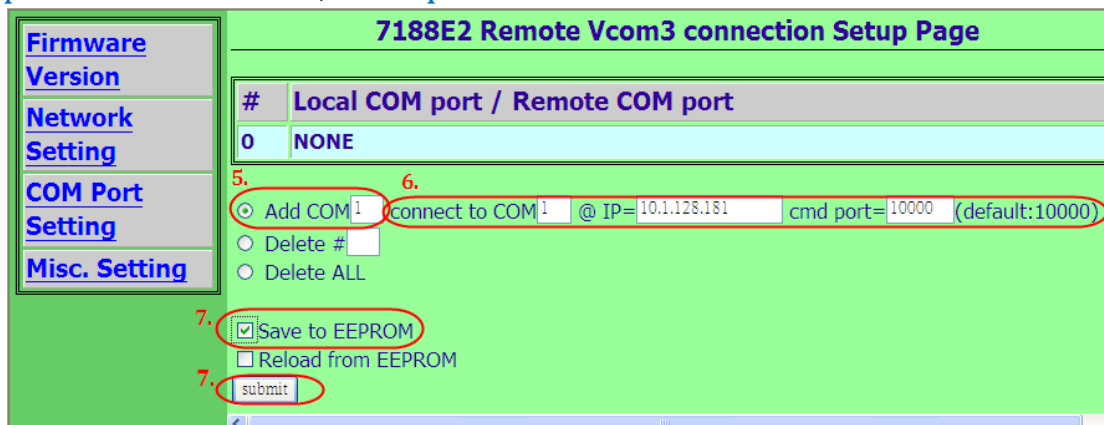 7188E2 Remote Vcom3 connection Setup Page
Firmware
Version
Network
Setting
COM Port
Setting
Misc. Setting
# Local COM port / Remote COM port
0 NONE
5. 6.
Add COM 1 connect to COM 1 @ IP= 10.1.128.181 cmd port= 10000 (default:10000)
Delete #
Delete ALL
7. Save to EEPROM
Reload from EEPROM
7. submit